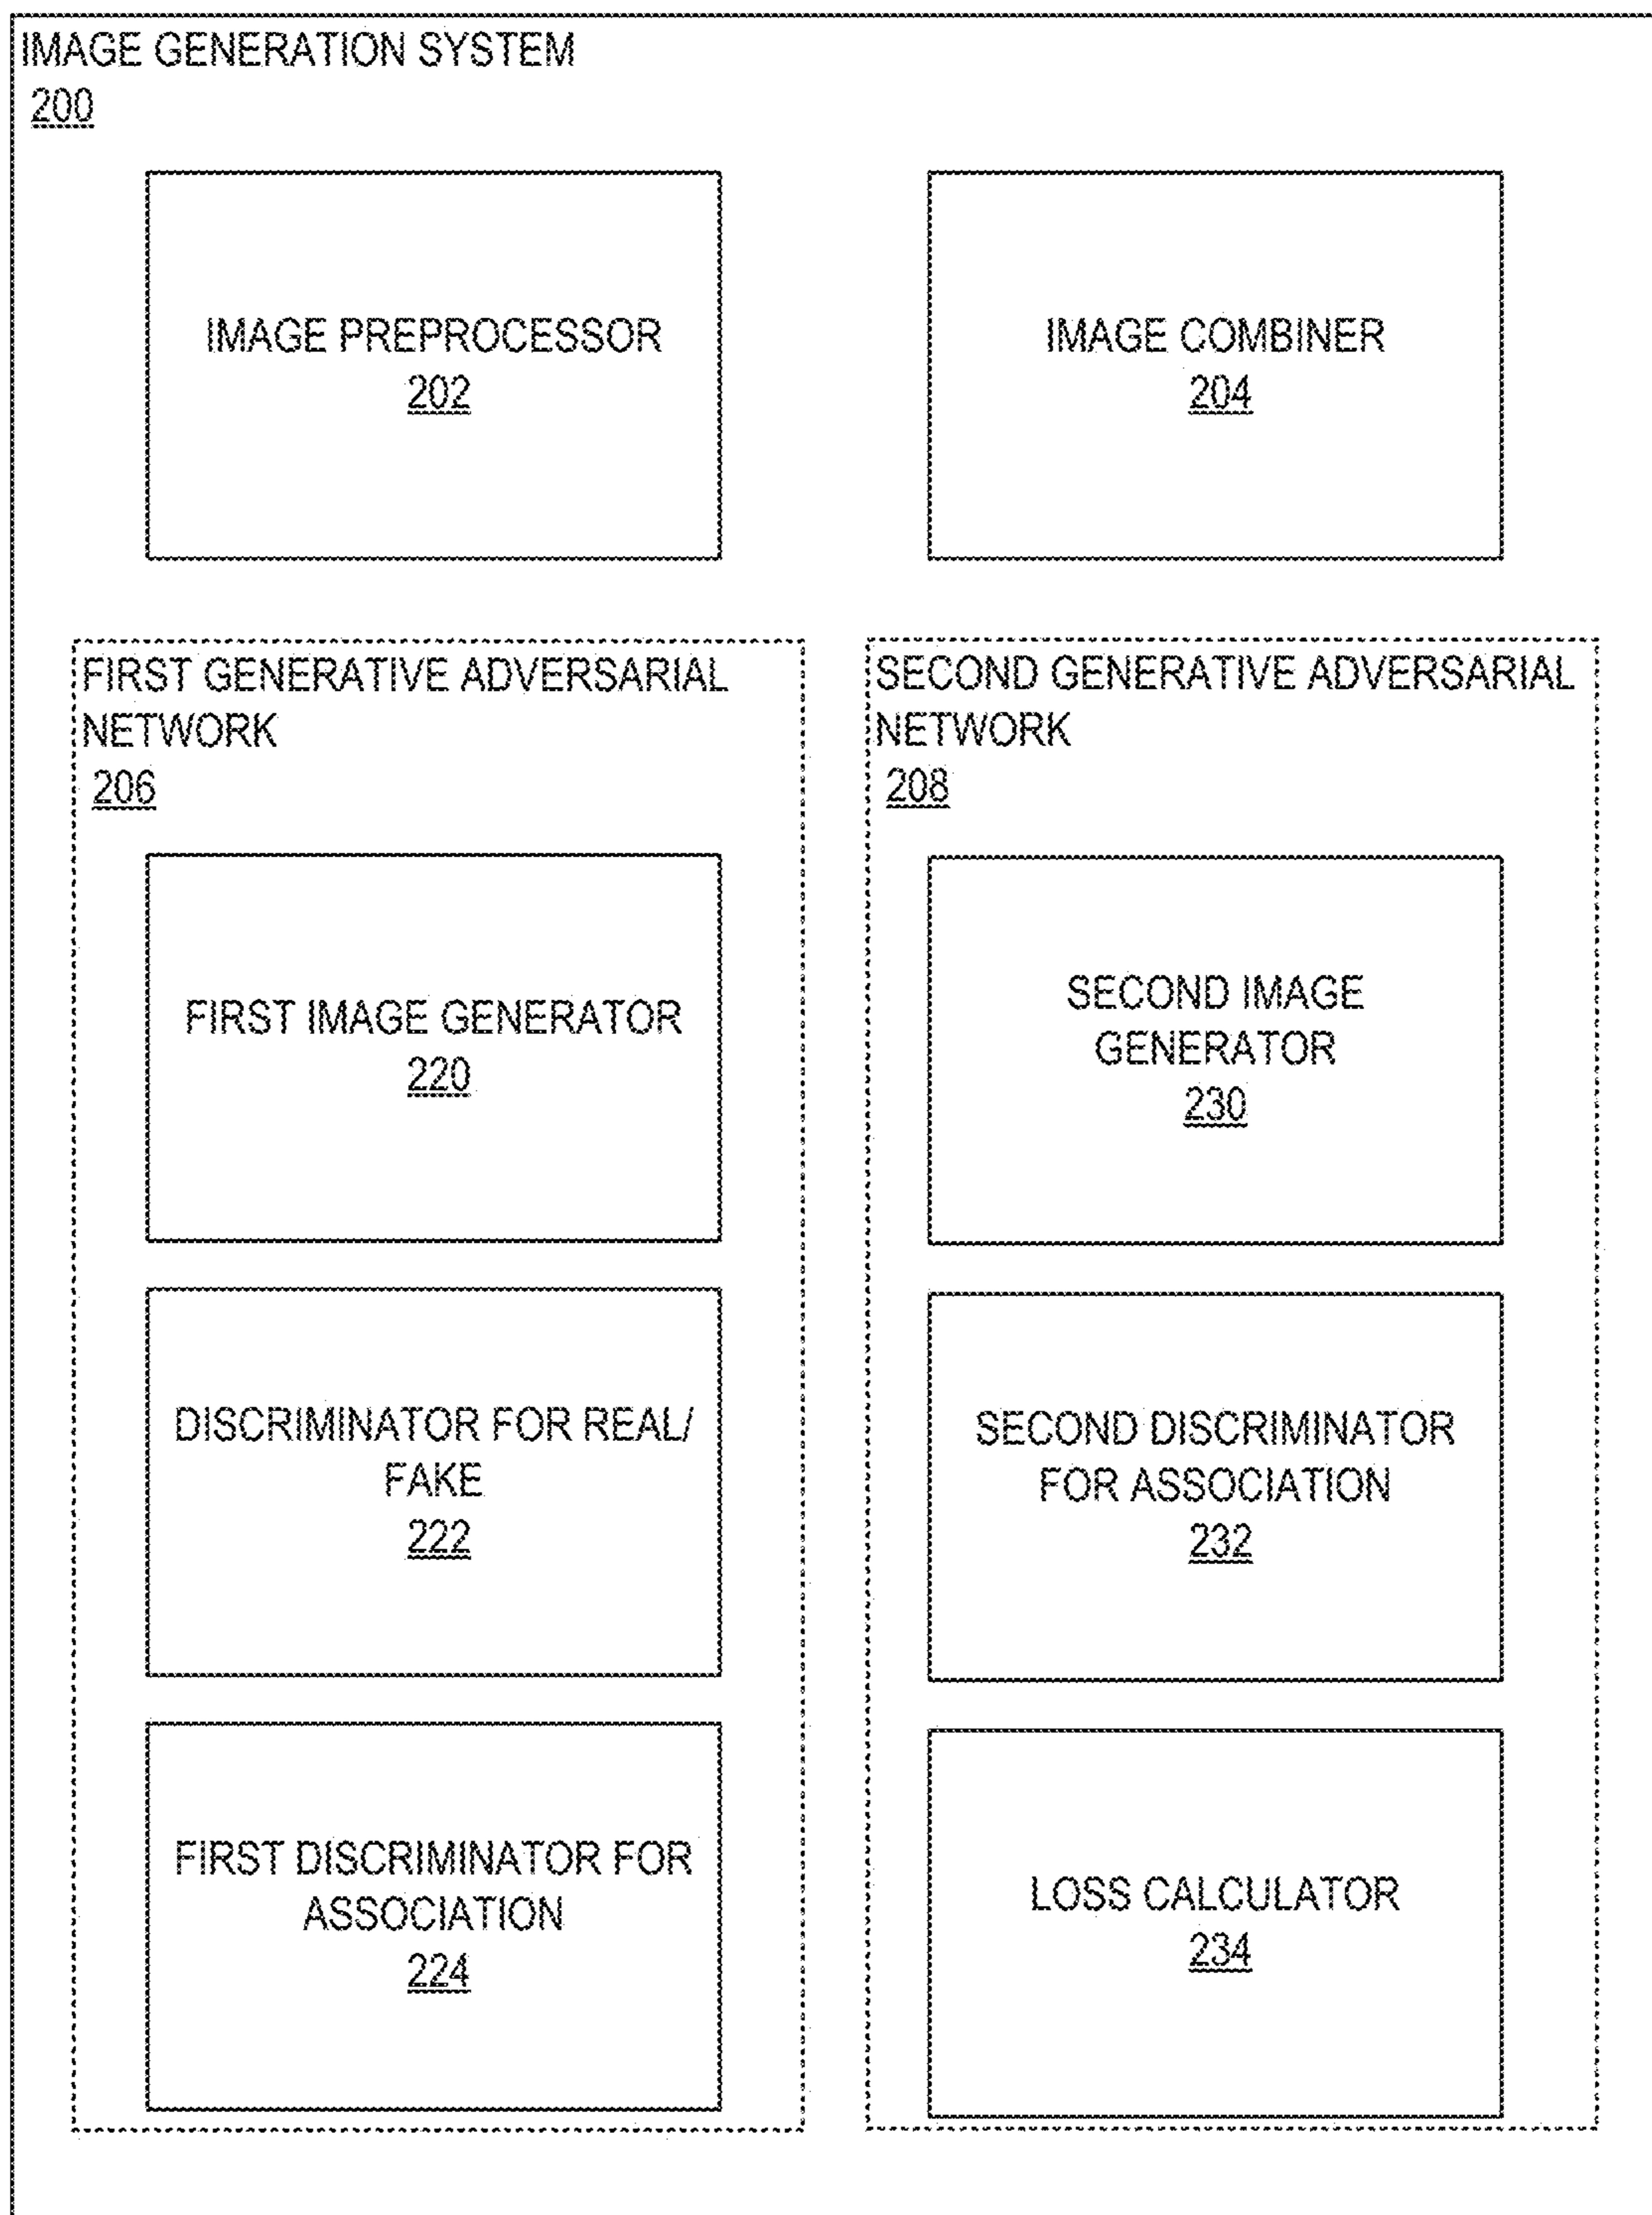 IMAGE GENERATION SYSTEM
200
IMAGE PREPROCESSOR
202
IMAGE COMBINER
204
FIRST GENERATIVE ADVERSARIAL
NETWORK
206
FIRST IMAGE GENERATOR
220
DISCRIMINATOR FOR REAL/
FAKE
222
FIRST DISCRIMINATOR FOR
ASSOCIATION
224
SECOND GENERATIVE ADVERSARIAL
NETWORK
208
SECOND IMAGE
GENERATOR
230
SECOND DISCRIMINATOR
FOR ASSOCIATION
232
LOSS CALCULATOR
234